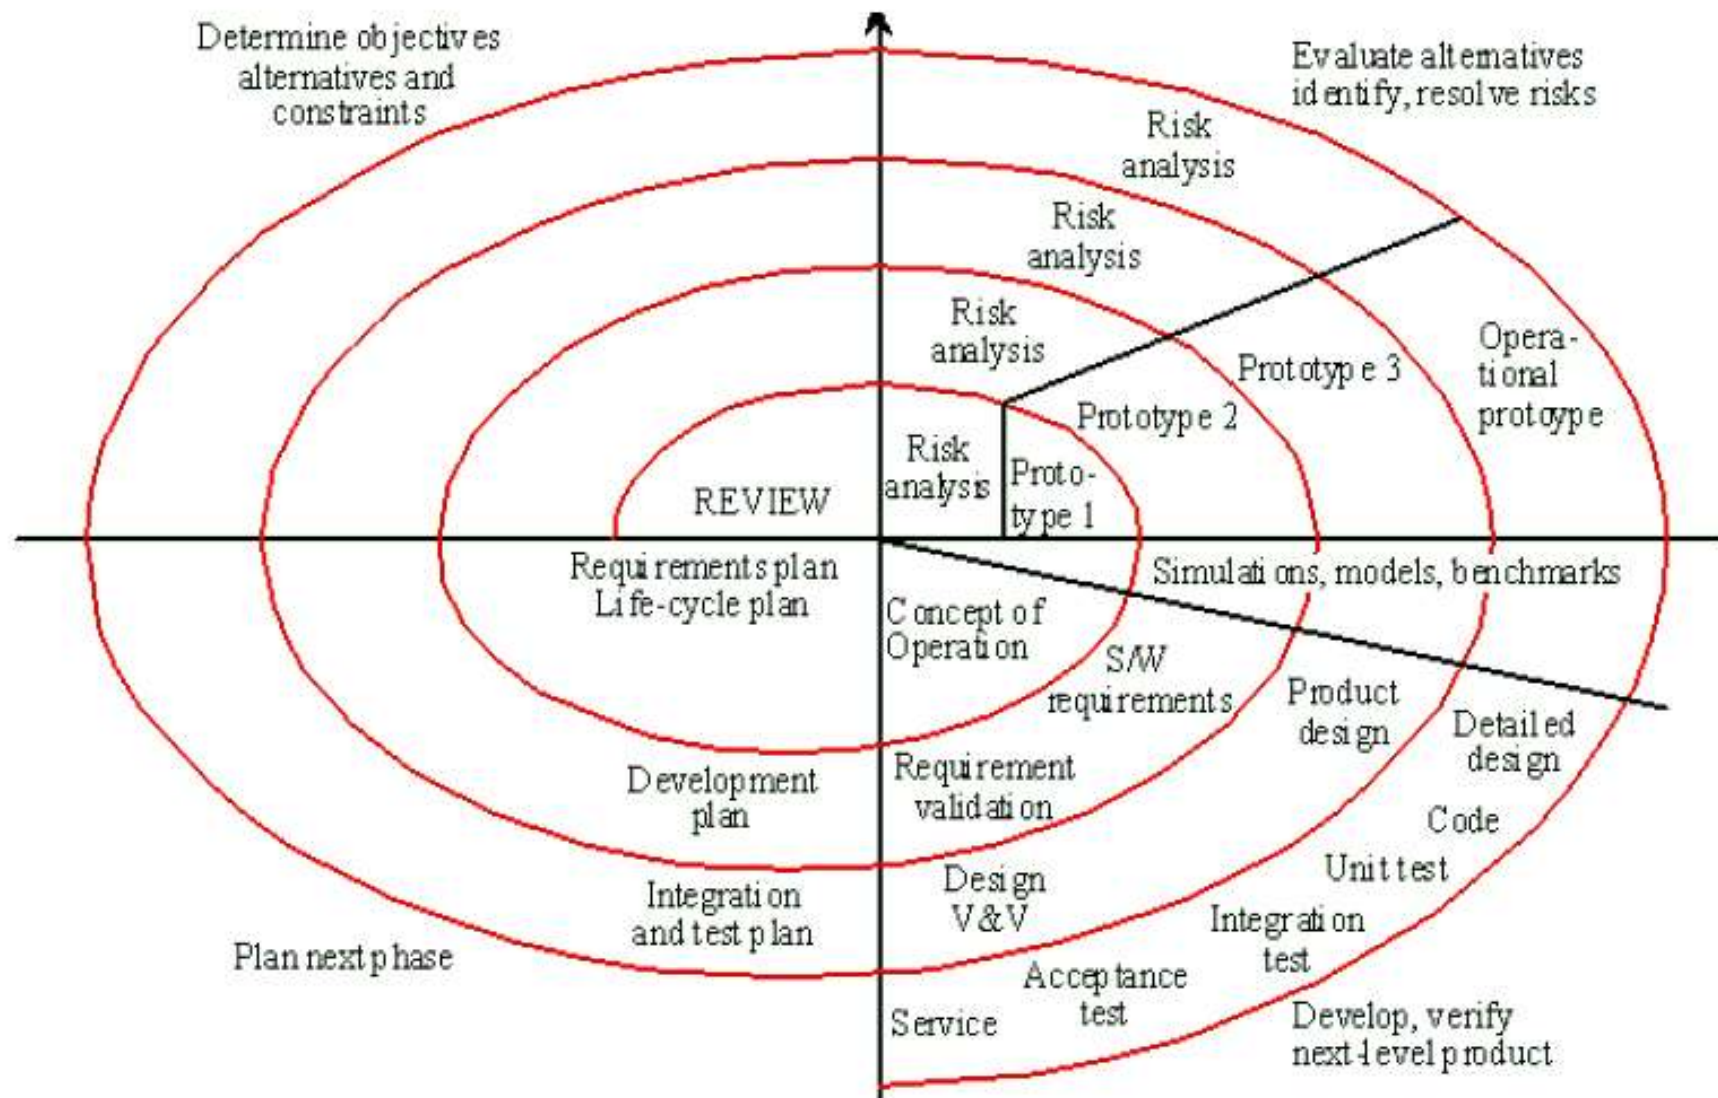 Determine objectives
alternatives and
constraints
Evaluate alternatives
identify, resolve risks
Risk
analysis
Risk
analysis
Risk
analysis
Opera-
tional
protoype
Prototype 3
Prototype 2
Risk
analysis
Proto-
type 1
REVIEW
Requirements plan
Life-cycle plan
Simulations, models, benchmarks
Concept of
Operation
S/W
requirements
Product
design
Detailed
design
Development
plan
Requirement
validation
Code
Unit test
Integration
and test plan
Design
V&V
Integration
test
Plan next phase
Acceptance
test
Service
Develop, verify
next-level product